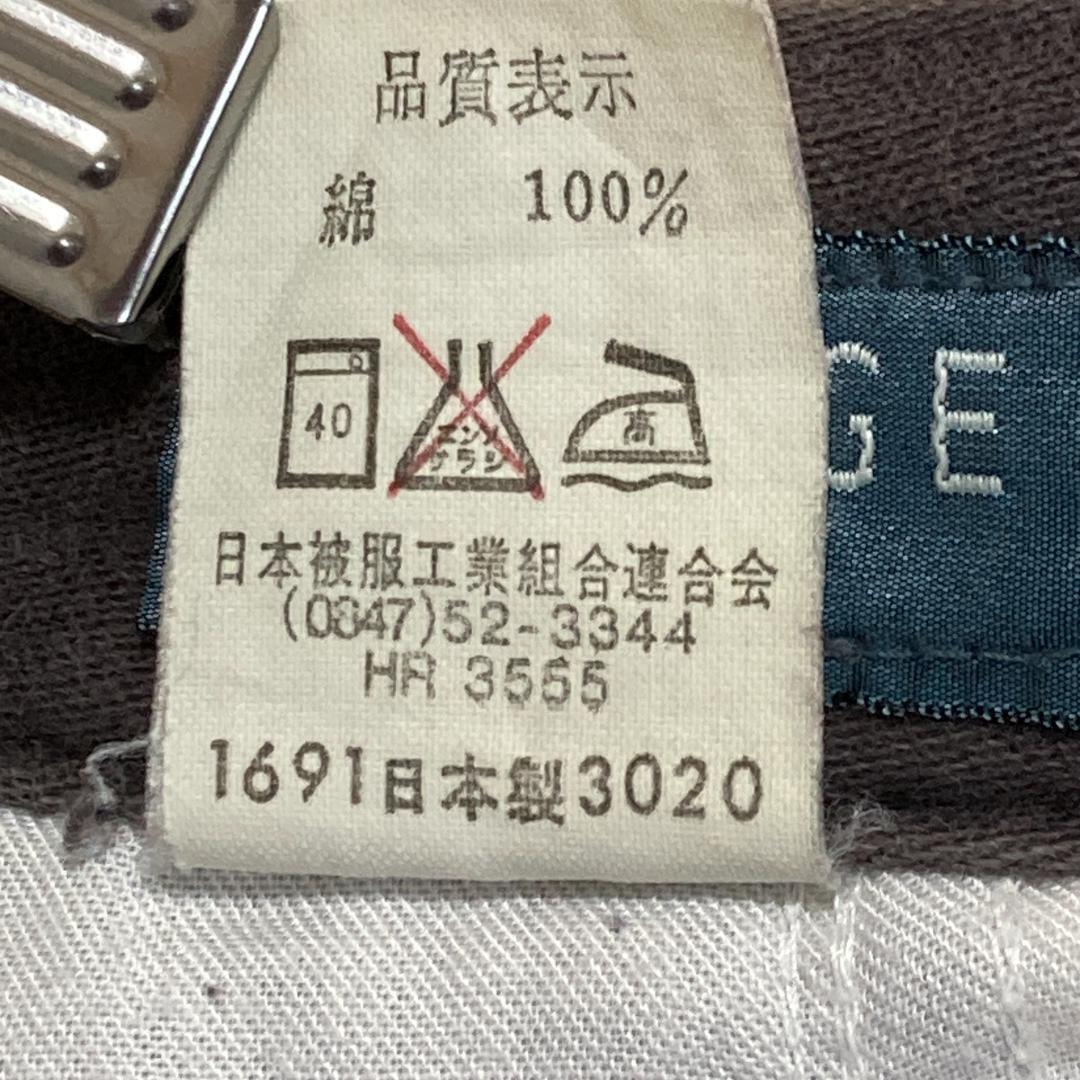 品質表示
綿 100%
40
エンソ
サラシ
高
日本被服工業組合連合会
(0847)52-3344
HR 3555
1691日本製3020
GE